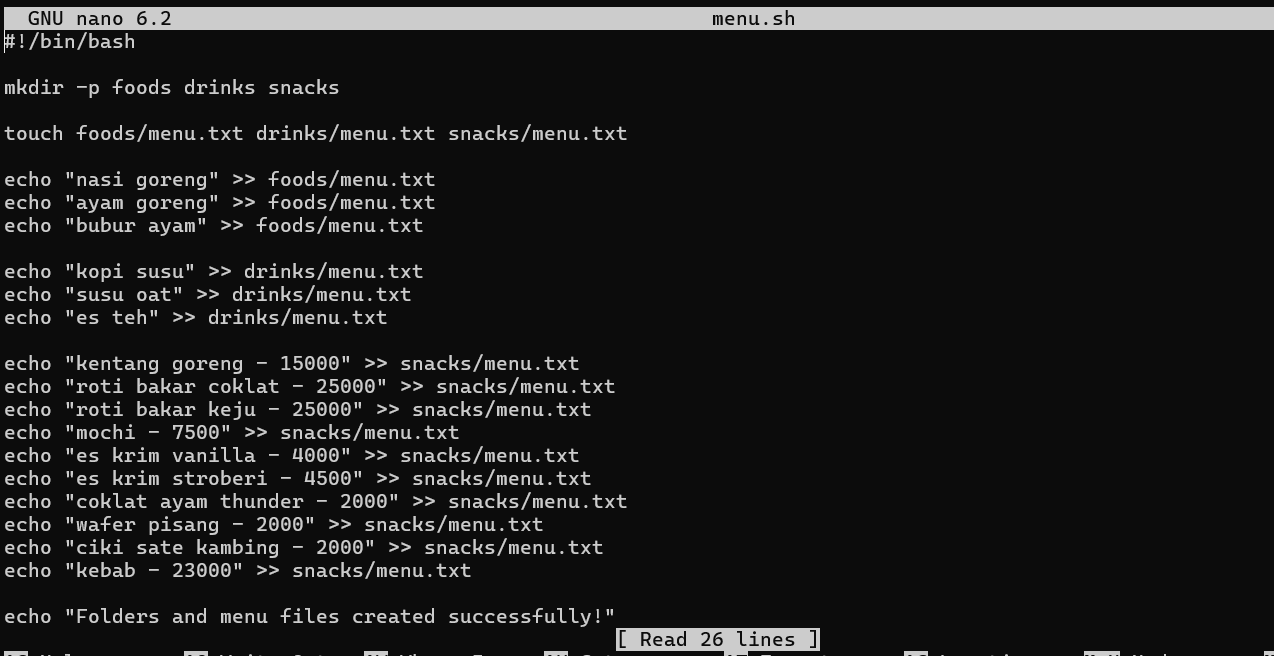 GNU nano 6.2 menu.sh
#!/bin/bash
mkdir -p foods drinks snacks
touch foods/menu.txt drinks/menu.txt snacks/menu.txt
echo "nasi goreng" >> foods/menu.txt
echo "ayam goreng" >> foods/menu.txt
echo "bubur ayam" >> foods/menu.txt
echo "kopi susu" >> drinks/menu.txt
echo "susu oat" >> drinks/menu.txt
echo "es teh" >> drinks/menu.txt
echo "kentang goreng - 15000" >> snacks/menu.txt
echo "roti bakar coklat - 25000" >> snacks/menu.txt
echo "roti bakar keju - 25000" >> snacks/menu.txt
echo "mochi - 7500" >> snacks/menu.txt
echo "es krim vanilla - 4000" >> snacks/menu.txt
echo "es krim stroberi - 4500" >> snacks/menu.txt
echo "coklat ayam thunder - 2000" >> snacks/menu.txt
echo "wafer pisang - 2000" >> snacks/menu.txt
echo "ciki sate kambing - 2000" >> snacks/menu.txt
echo "kebab - 23000" >> snacks/menu.txt
echo "Folders and menu files created successfully!"
[ Read 26 lines ]